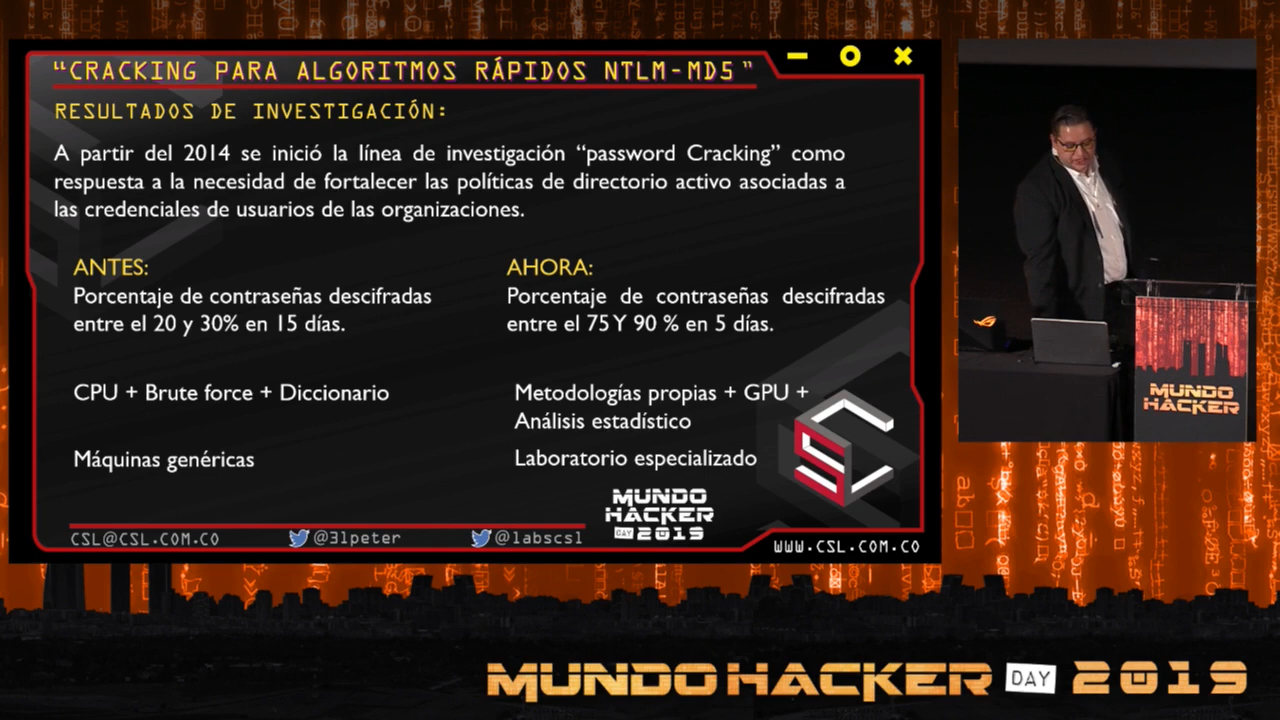 “CRACKING PARA ALGORITMOS RÁPIDOS NTLM-MD5”
RESULTADOS DE INVESTIGACIÓN:
A partir del 2014 se inició la línea de investigación “password Cracking” como
respuesta a la necesidad de fortalecer las políticas de directorio activo asociadas a
las credenciales de usuarios de las organizaciones.
ANTES:
Porcentaje de contraseñas descifradas
entre el 20 y 30% en 15 días.
CPU + Brute force + Diccionario
Máquinas genéricas
AHORA:
Porcentaje de contraseñas descifradas
entre el 75 Y 90 % en 5 días.
Metodologías propias + GPU +
Análisis estadístico
Laboratorio especializado
MUNDO
HACKER
DAY 2019
CSL@CSL.COM.CO
@31peter
@labscsl
WWW.CSL.COM.CO
MUNDO
HACKER
MUNDO HACKER DAY 2019